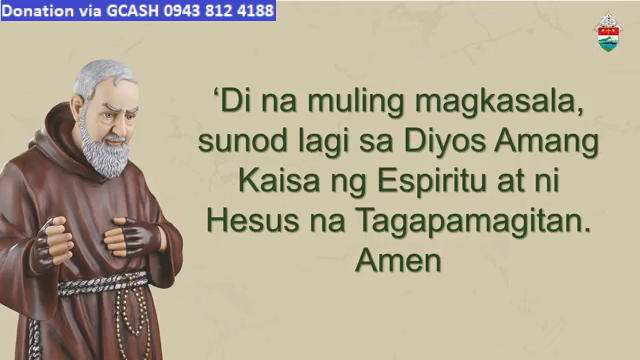 Donation via GCASH 0943 812 4188
‘Di na muling magkasala,
sunod lagi sa Diyos Amang
Kaisa ng Espiritu at ni
Hesus na Tagapamagitan.
Amen